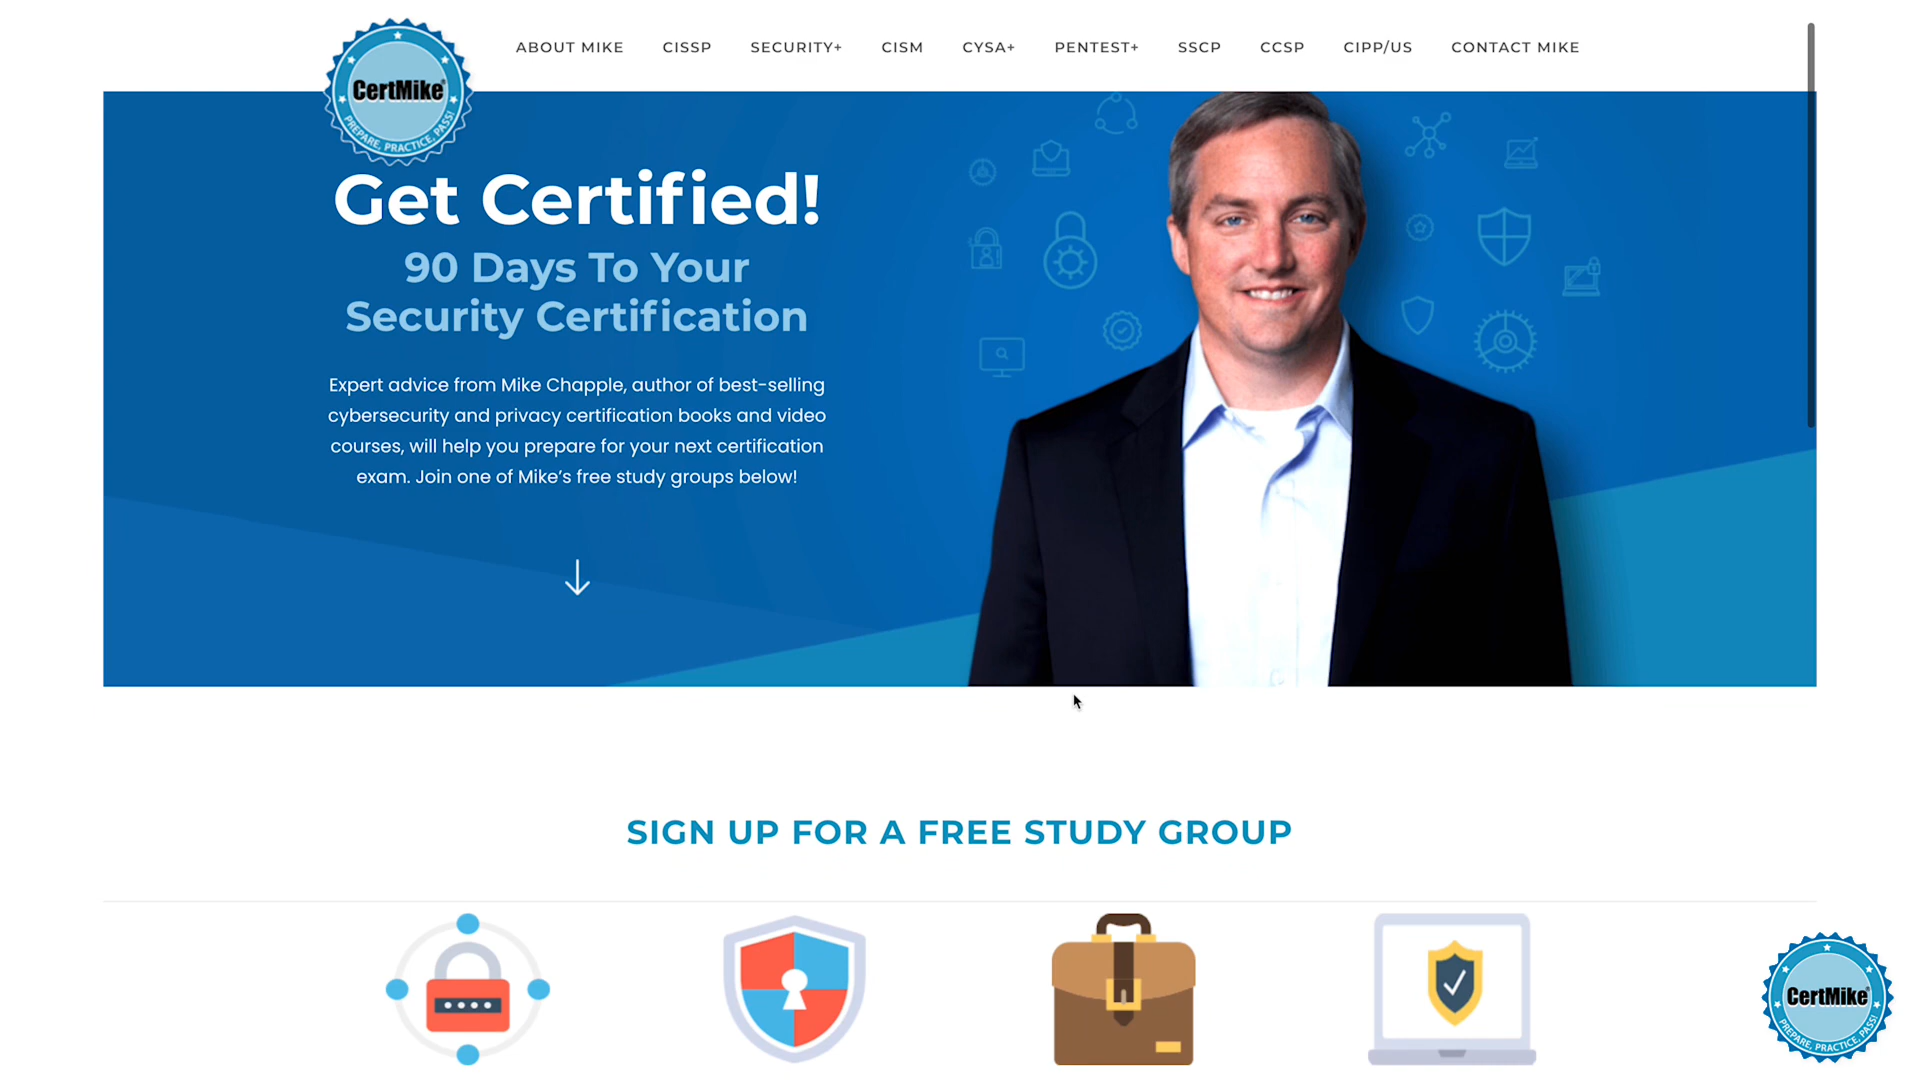 CertMike
PREPARE, PRACTICE, PASS!
ABOUT MIKE
CISSP
SECURITY+
CISM
CYSA+
PENTEST+
SSCP
CCSP
CIPP/US
CONTACT MIKE
Get Certified!
90 Days To Your
Security Certification
Expert advice from Mike Chapple, author of best-selling
cybersecurity and privacy certification books and video
courses, will help you prepare for your next certification
exam. Join one of Mike’s free study groups below!
SIGN UP FOR A FREE STUDY GROUP
CertMike
PREPARE, PRACTICE, PASS!